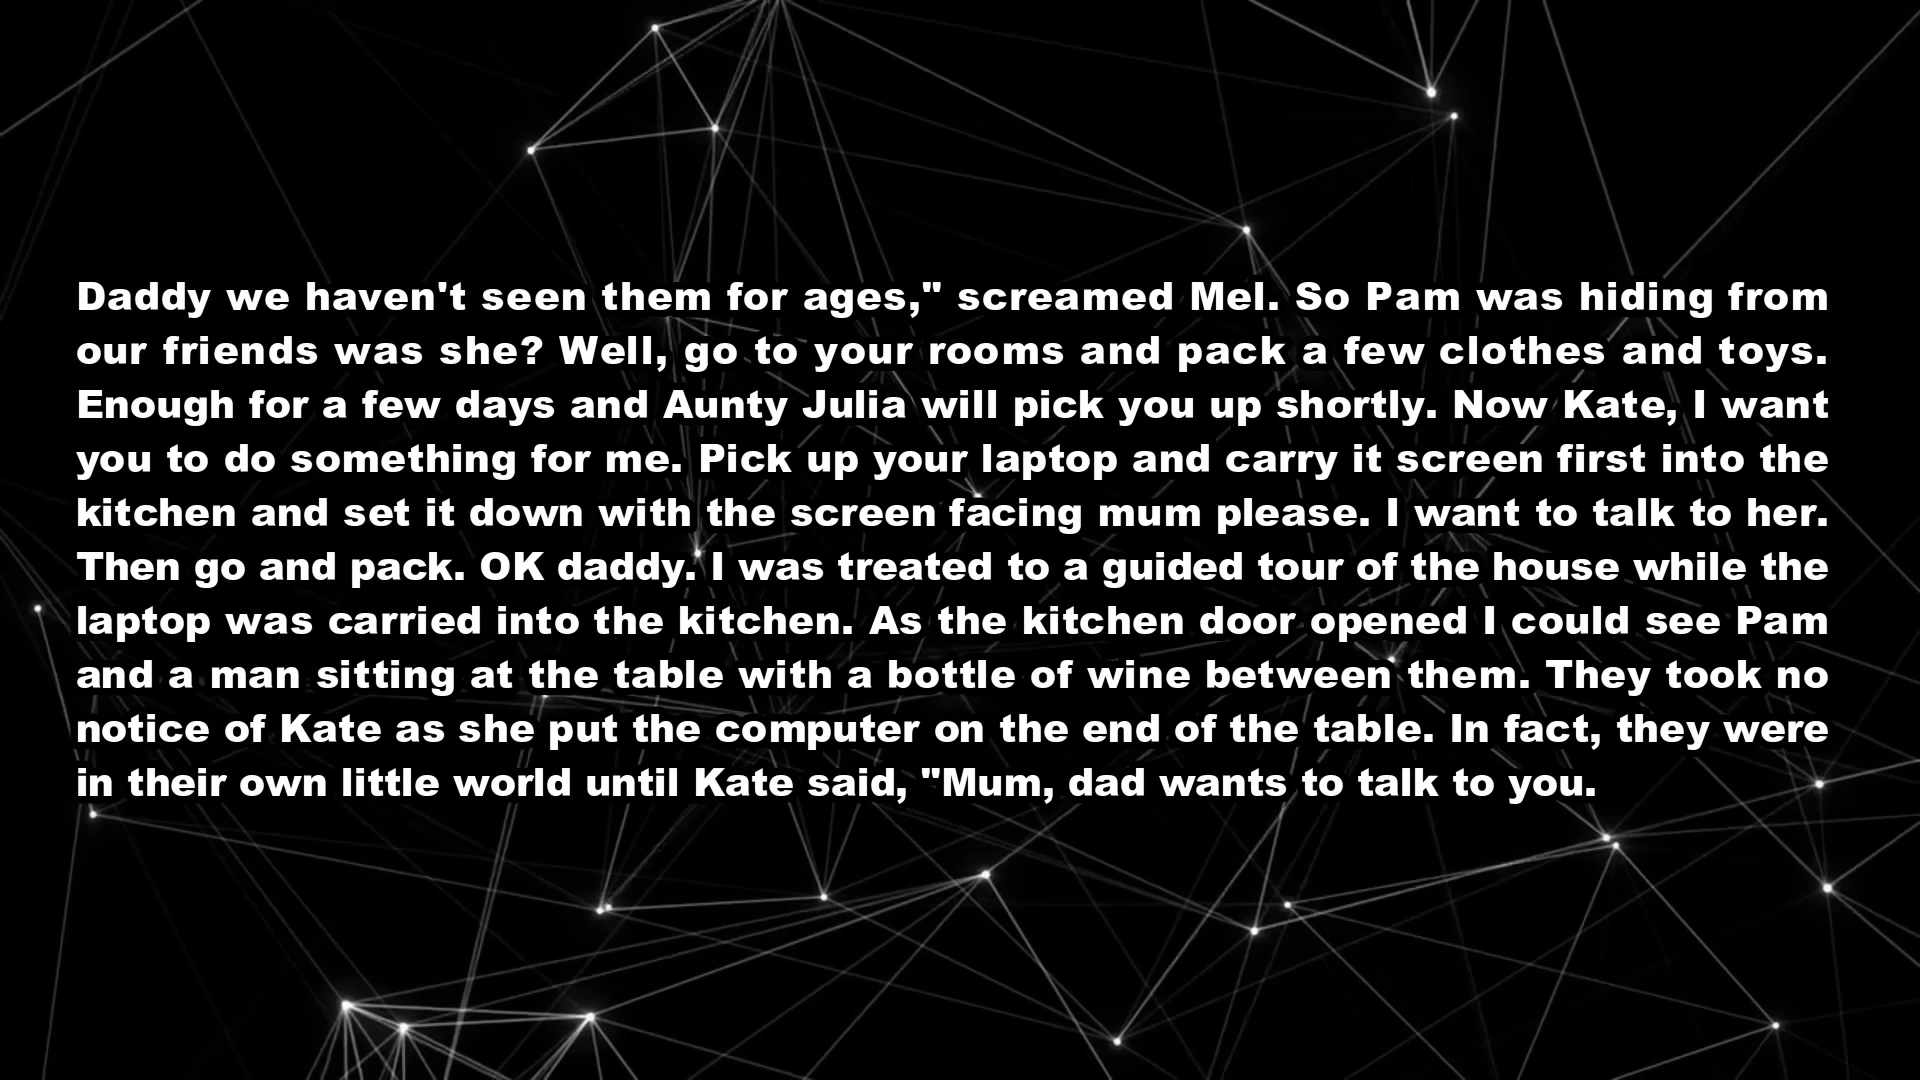 Daddy we haven't seen them for ages," screamed Mel. So Pam was hiding from
our friends was she? Well, go to your rooms and pack a few clothes and toys.
Enough for a few days and Aunty Julia will pick you up shortly. Now Kate, I want
you to do something for me. Pick up your laptop and carry it screen first into the
kitchen and set it down with the screen facing mum please. I want to talk to her.
Then go and pack. OK daddy. I was treated to a guided tour of the house while the
laptop was carried into the kitchen. As the kitchen door opened I could see Pam
and a man sitting at the table with a bottle of wine between them. They took no
notice of Kate as she put the computer on the end of the table. In fact, they were
in their own little world until Kate said, "Mum, dad wants to talk to you.